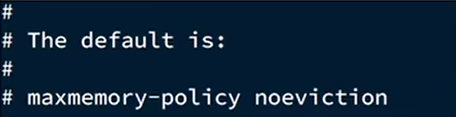 #
# The default is:
#
# maxmemory-policy noeviction